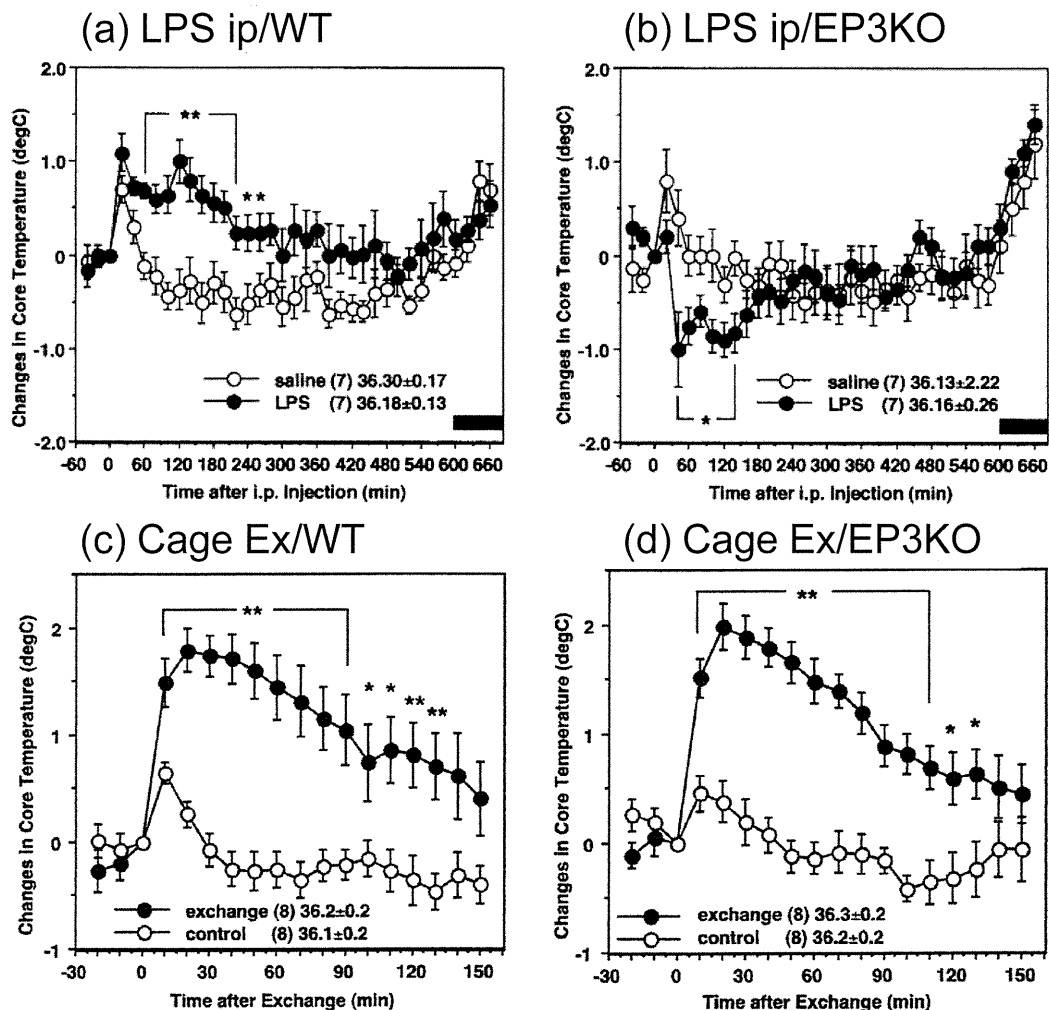 (a) LPS ip/WT
Changes in Core Temperature (degC)
2.0
1.0
0
-1.0
-2.0
**
**
saline (7) 36.30±0.17
LPS (7) 36.18±0.13
-60 0 60 120 180 240 300 360 420 480 540 600 660
Time after i.p. Injection (min)
(b) LPS ip/EP3KO
Changes in Core Temperature (degC)
2.0
1.0
0
-1.0
-2.0
*
saline (7) 36.13±2.22
LPS (7) 36.16±0.26
-60 0 60 120 180 240 300 360 420 480 540 600 660
Time after i.p. Injection (min)
(c) Cage Ex/WT
Changes in Core Temperature (degC)
2
1
0
-1
**
* * ** **
exchange (8) 36.2±0.2
control (8) 36.1±0.2
-30 0 30 60 90 120 150
Time after Exchange (min)
(d) Cage Ex/EP3KO
Changes in Core Temperature (degC)
2
1
0
-1
**
* *
exchange (8) 36.3±0.2
control (8) 36.2±0.2
-30 0 30 60 90 120 150
Time after Exchange (min)